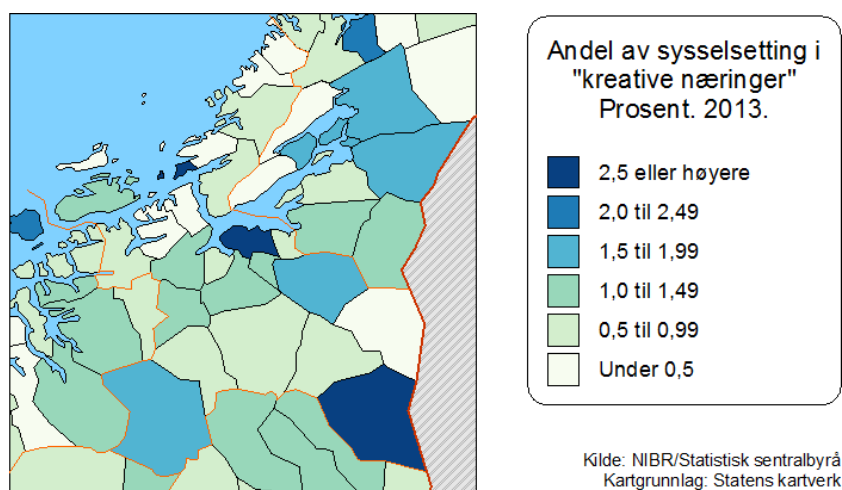 Andel av sysselsetting i
"kreative næringer"
Prosent. 2013.
2,5 eller høyere
2,0 til 2,49
1,5 til 1,99
1,0 til 1,49
0,5 til 0,99
Under 0,5
Kilde: NIBR/Statistisk sentralbyrå
Kartgrunnlag: Statens kartverk